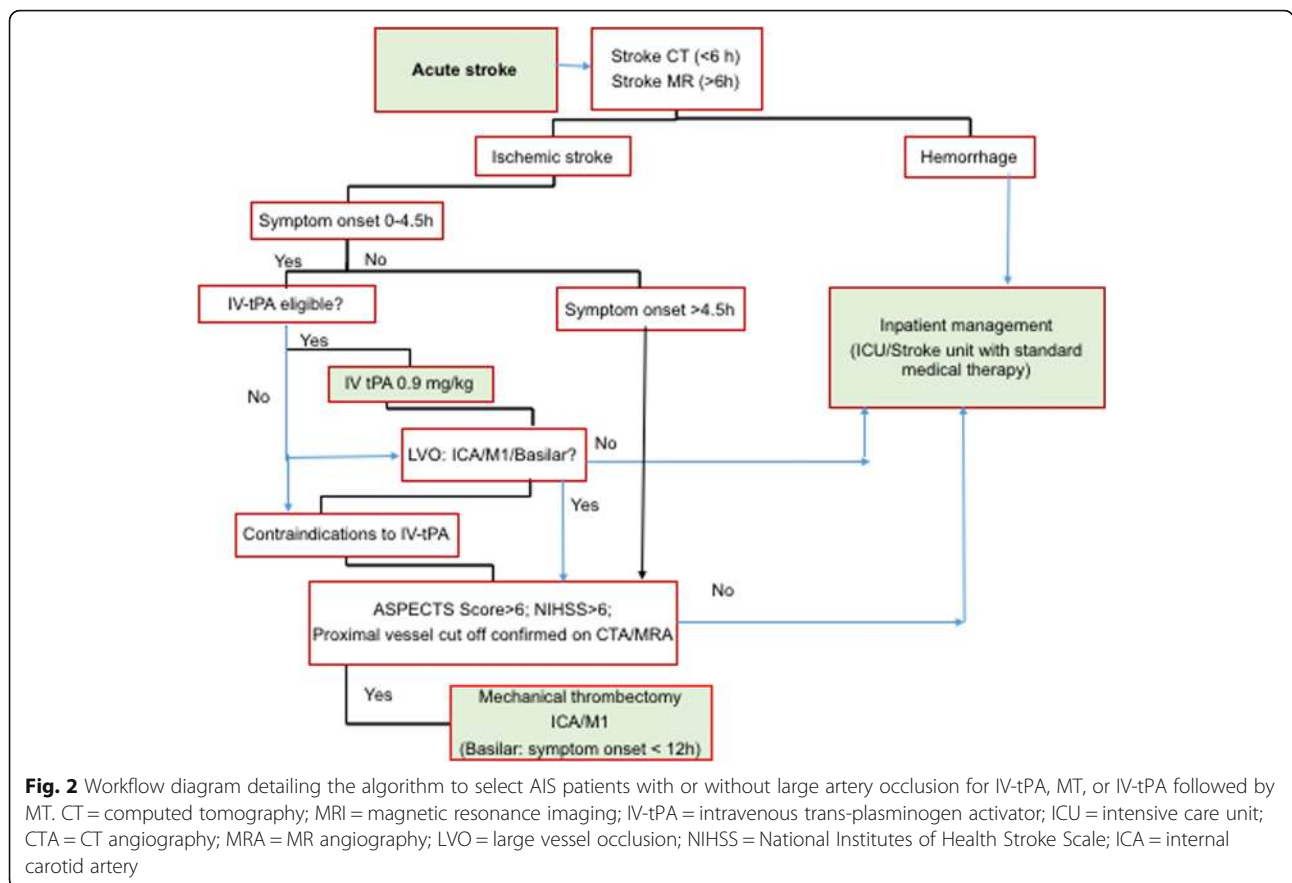 Acute stroke
Stroke CT (<6 h)
Stroke MR (>6h)
Ischemic stroke
Hemorrhage
Symptom onset 0-4.5h
Yes
No
IV-tPA eligible?
Symptom onset >4.5h
Inpatient management
(ICU/Stroke unit with standard
medical therapy)
Yes
IV tPA 0.9 mg/kg
No
LVO: ICA/M1/Basilar?
No
Yes
Contraindications to IV-tPA
ASPECTS Score>6; NIHSS>6;
Proximal vessel cut off confirmed on CTA/MRA
No
Yes
Mechanical thrombectomy
ICA/M1
(Basilar: symptom onset < 12h)
Fig. 2 Workflow diagram detailing the algorithm to select AIS patients with or without large artery occlusion for IV-tPA, MT, or IV-tPA followed by
MT. CT = computed tomography; MRI = magnetic resonance imaging; IV-tPA = intravenous trans-plasminogen activator; ICU = intensive care unit;
CTA = CT angiography; MRA = MR angiography; LVO = large vessel occlusion; NIHSS = National Institutes of Health Stroke Scale; ICA = internal
carotid artery